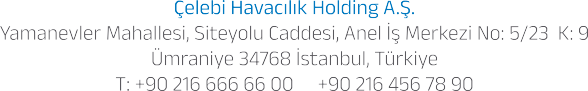 Çelebi Havacılık Holding A.Ş.
Yamanevler Mahallesi, Siteyolu Caddesi, Anel İş Merkezi No: 5/23 K: 9
Ümraniye 34768 İstanbul, Türkiye
T: +90 216 666 66 00 +90 216 456 78 90